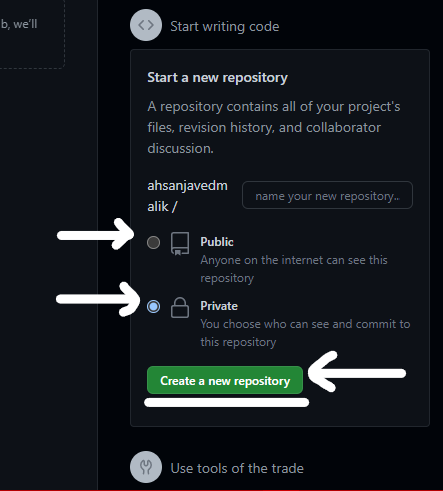 b, we'll
Start writing code
Start a new repository
A repository contains all of your project's
files, revision history, and collaborator
discussion.
ahsanjavedm
alik /
name your new repository..
Public
Anyone on the internet can see this
repository
Private
You choose who can see and commit to
this repository
Create a new repository
Use tools of the trade